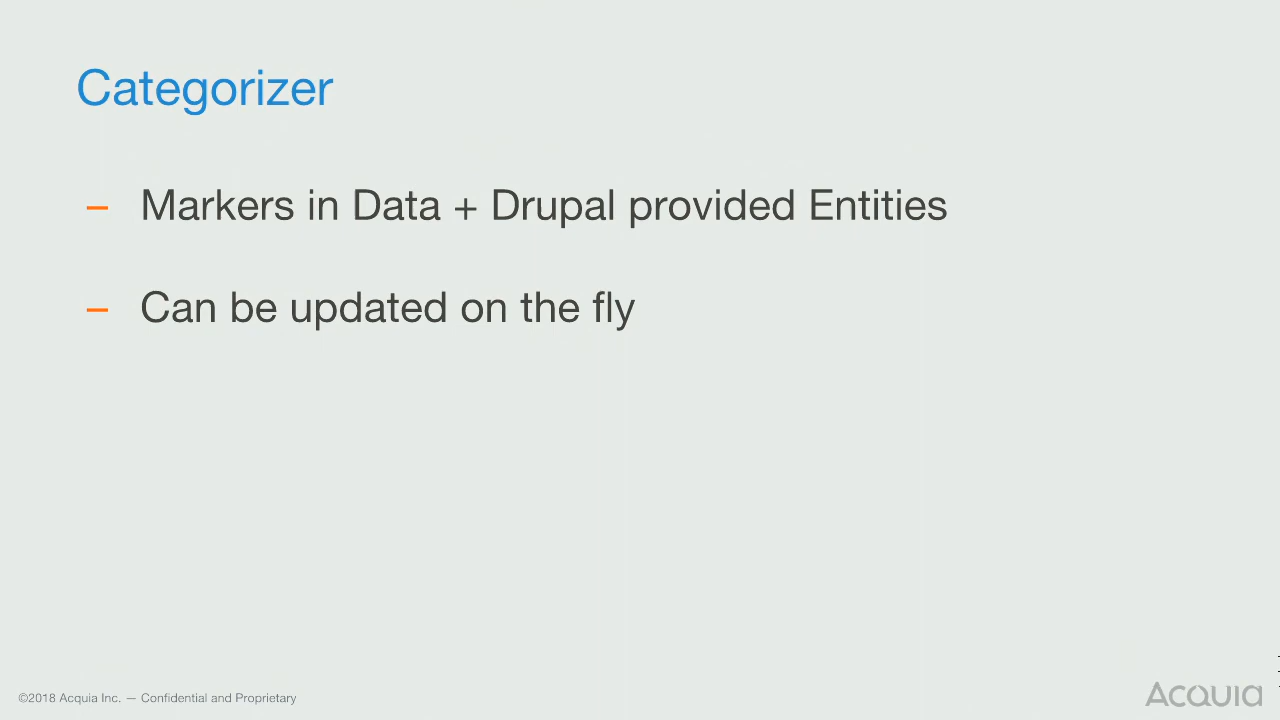 Categorizer
– Markers in Data + Drupal provided Entities
– Can be updated on the fly
©2018 Acquia Inc. — Confidential and Proprietary
Acquia